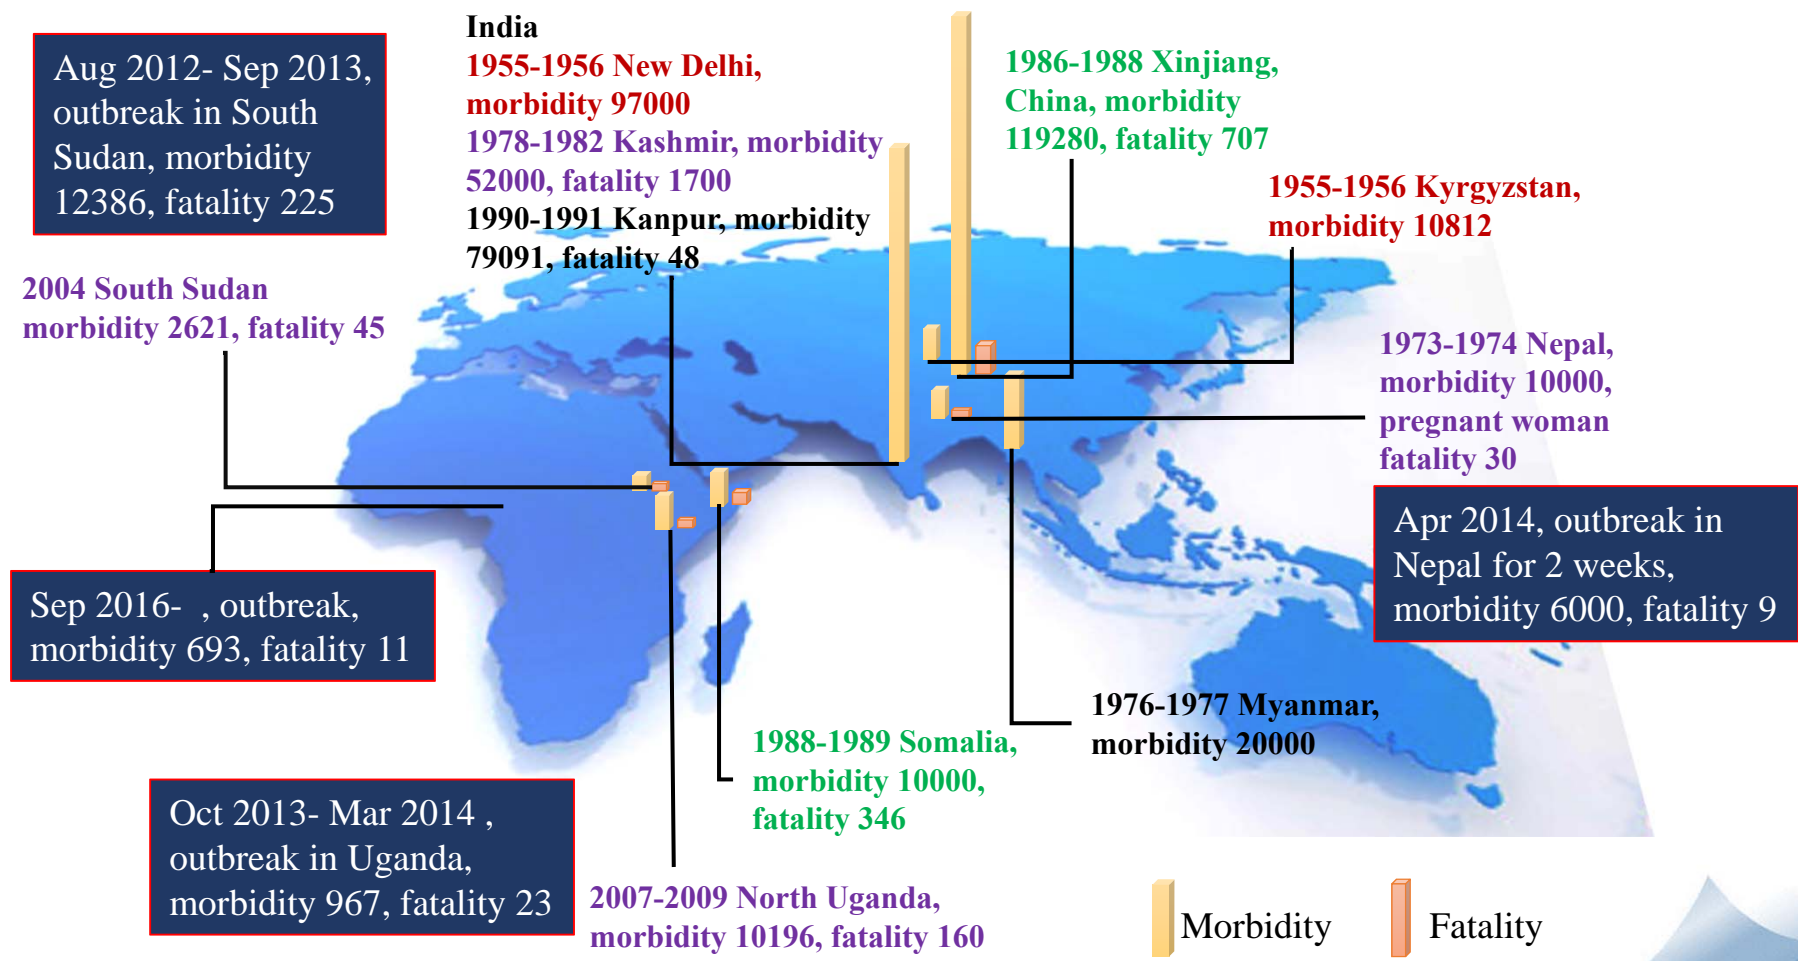 Aug 2012- Sep 2013,
outbreak in South
Sudan, morbidity
12386, fatality 225
India
1955-1956 New Delhi,
morbidity 97000
1978-1982 Kashmir, morbidity
52000, fatality 1700
1990-1991 Kanpur, morbidity
79091, fatality 48
1986-1988 Xinjiang,
China, morbidity
119280, fatality 707
1955-1956 Kyrgyzstan,
morbidity 10812
2004 South Sudan
morbidity 2621, fatality 45
1973-1974 Nepal,
morbidity 10000,
pregnant woman
fatality 30
Apr 2014, outbreak in
Nepal for 2 weeks,
morbidity 6000, fatality 9
Sep 2016-  , outbreak,
morbidity 693, fatality 11
1976-1977 Myanmar,
morbidity 20000
1988-1989 Somalia,
morbidity 10000,
fatality 346
Oct 2013- Mar 2014 ,
outbreak in Uganda,
morbidity 967, fatality 23
2007-2009 North Uganda,
morbidity 10196, fatality 160
Morbidity
Fatality